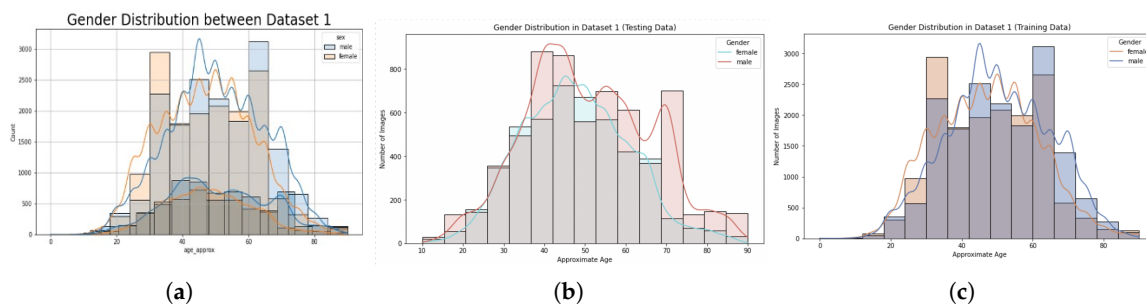 Gender Distribution between Dataset 1
sex
male
female
3000
2500
2000
1500
1000
500
0
Count
0 20 40 60 80
age_approx
(a)
Gender Distribution in Dataset 1 (Testing Data)
Gender
female
male
800
600
400
200
0
Number of Images
10 20 30 40 50 60 70 80 90
Approximate Age
(b)
Gender Distribution in Dataset 1 (Training Data)
Gender
female
male
3000
2500
2000
1500
1000
500
0
Number of Images
0 20 40 60 80
Approximate Age
(c)